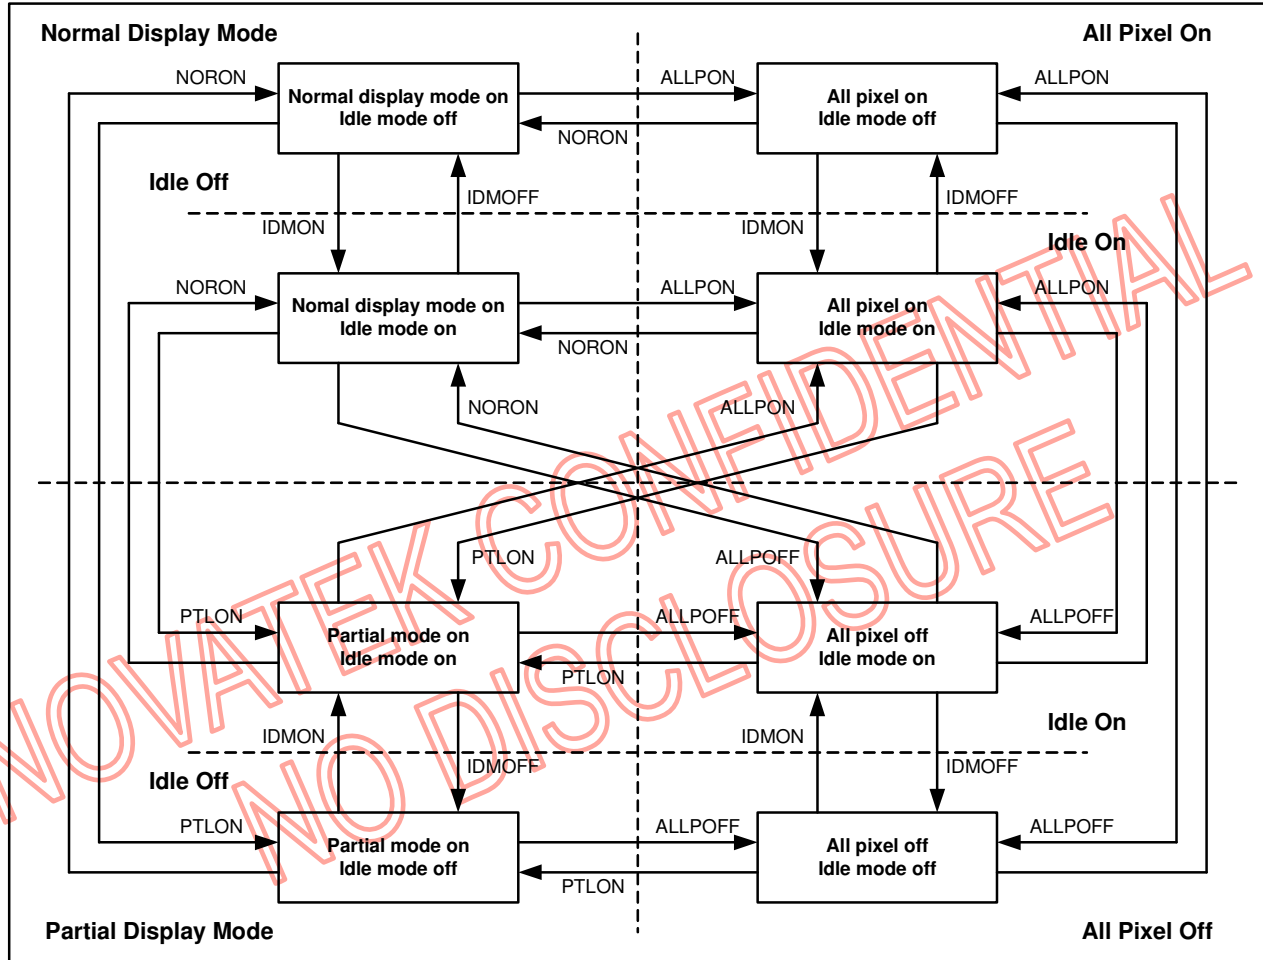 Normal Display Mode
All Pixel On
NORON
ALLPON
ALLPON
Normal display mode on
Idle mode off
All pixel on
Idle mode off
NORON
Idle Off
IDMOFF
IDMOFF
IDMON
IDMON
Idle On
NORON
ALLPON
ALLPON
Nomal display mode on
Idle mode on
All pixel on
Idle mode on
NORON
NORON
ALLPON
PTLON
ALLPOFF
PTLON
ALLPOFF
ALLPOFF
Partial mode on
Idle mode on
All pixel off
Idle mode on
PTLON
IDMON
IDMON
Idle On
Idle Off
IDMOFF
IDMOFF
PTLON
ALLPOFF
ALLPOFF
Partial mode on
Idle mode off
All pixel off
Idle mode off
PTLON
Partial Display Mode
All Pixel Off
NOVATEK CONFIDENTIAL
NO DISCLOSURE